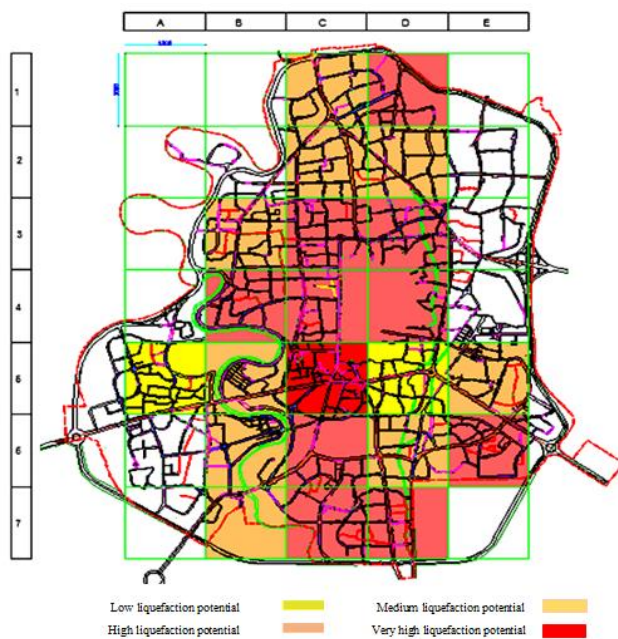 A B C D E
1
2
3
4
5
6
7
Low liquefaction potential Medium liquefaction potential
High liquefaction potential Very high liquefaction potential